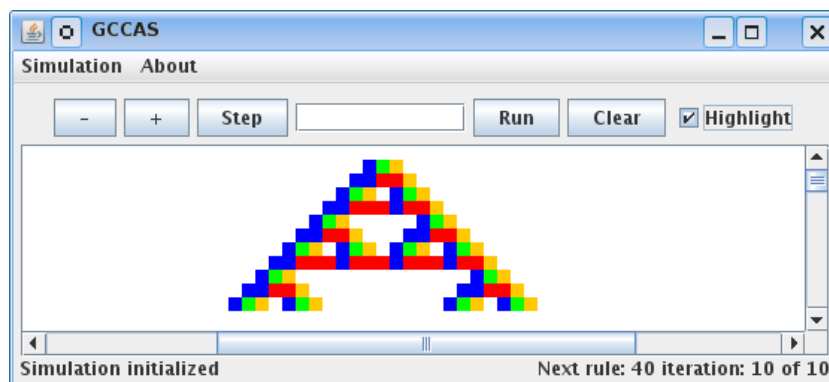 GCCAS
Simulation About
- + Step Run Clear Highlight
Simulation initialized Next rule: 40 iteration: 10 of 10